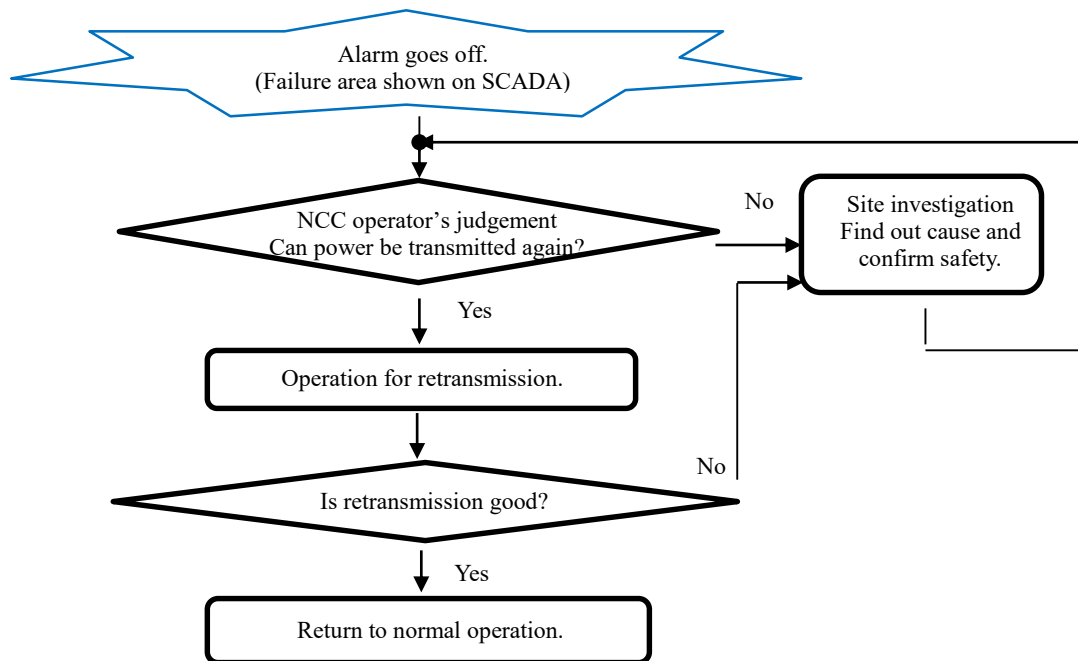 Alarm goes off.
(Failure area shown on SCADA)
NCC operator’s judgement
Can power be transmitted again?
No
Site investigation
Find out cause and
confirm safety.
Yes
Operation for retransmission.
No
Is retransmission good?
Yes
Return to normal operation.